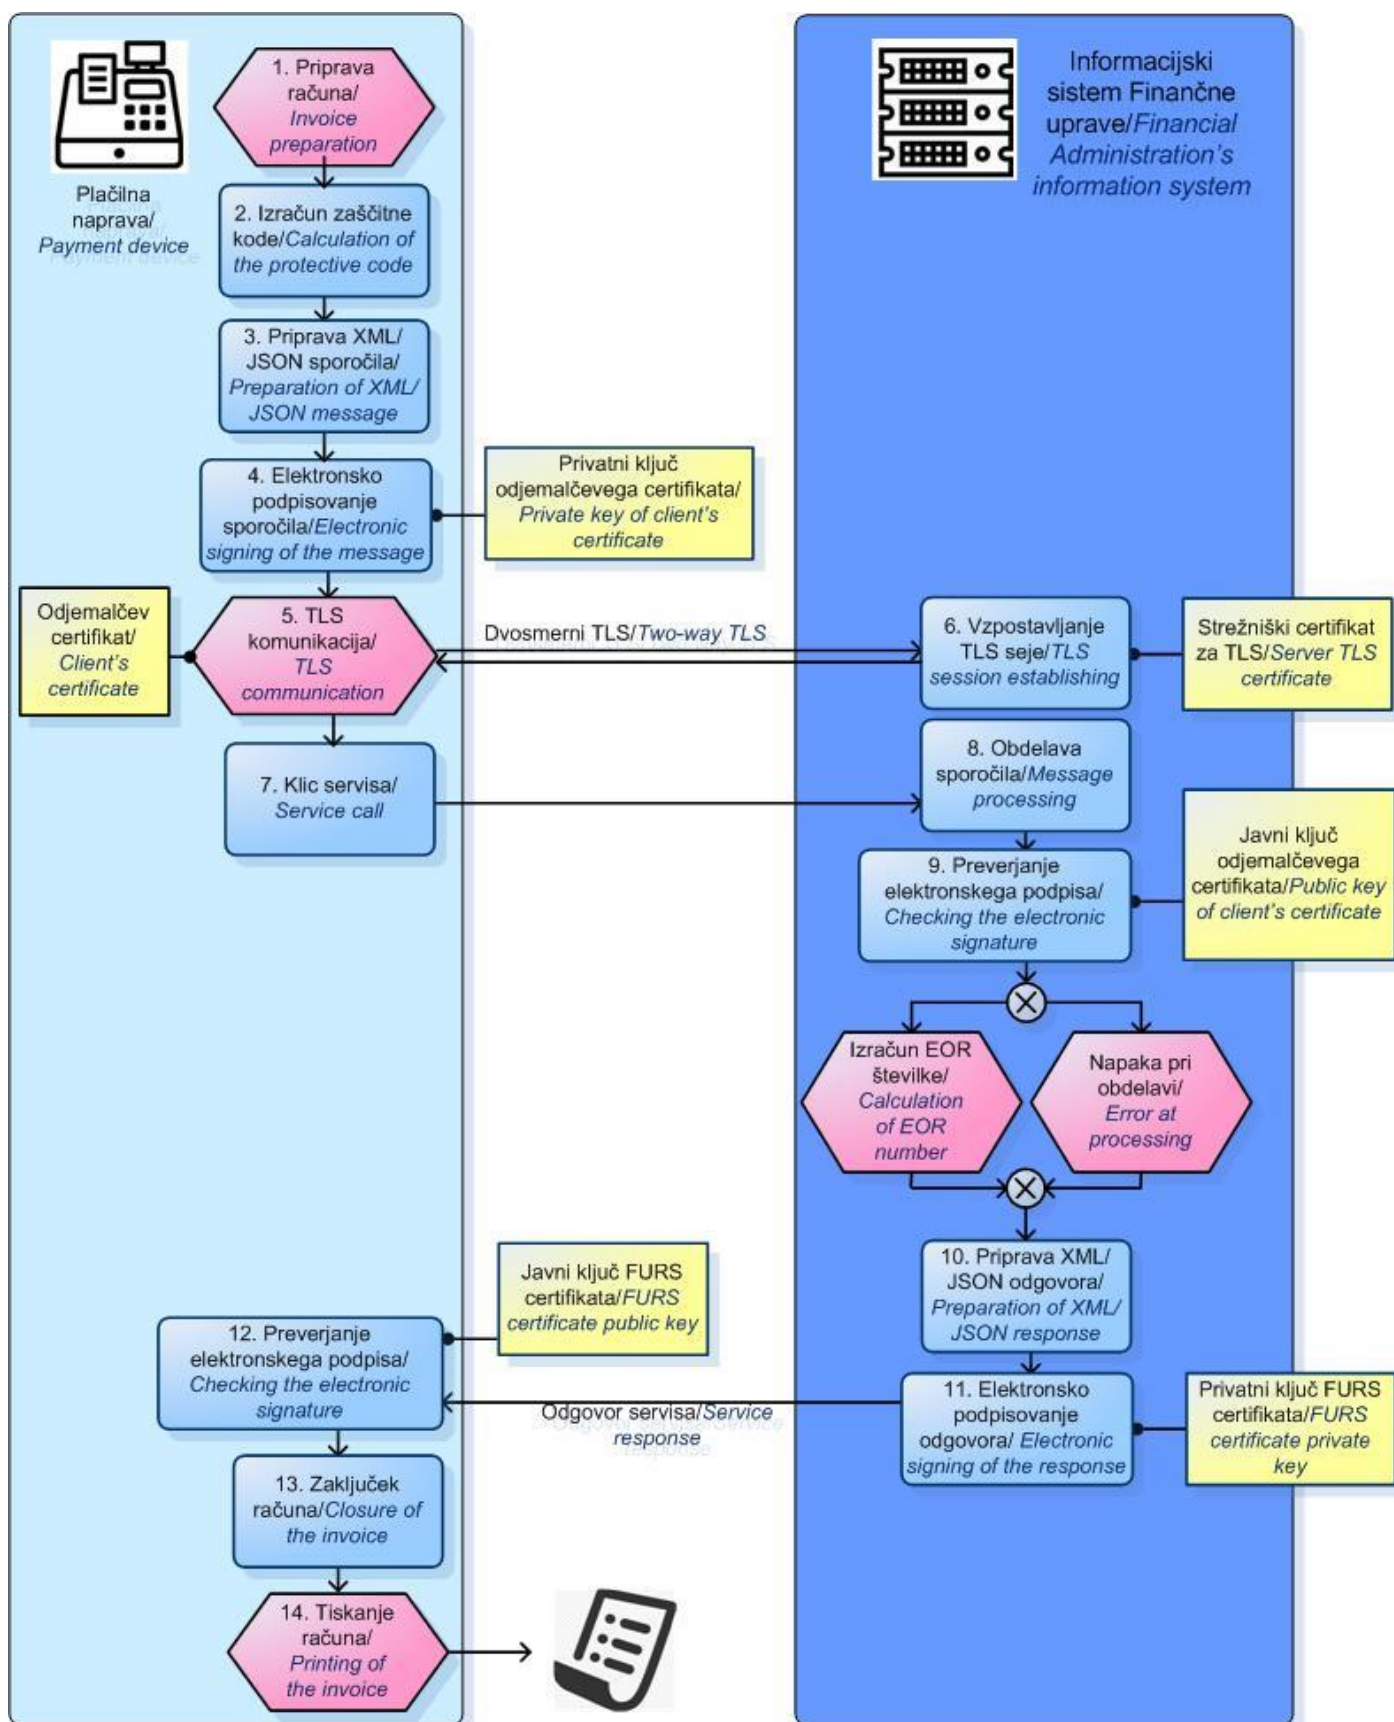 Plačilna
naprava/
Payment device
1. Priprava
računa/
Invoice
preparation
2. Izračun zaščitne
kode/Calculation of
the protective code
3. Priprava XML/
JSON sporočila/
Preparation of XML/
JSON message
4. Elektronsko
podpisovanje
sporočila/Electronic
signing of the message
Privatni ključ
odjemalčevega certifikata/
Private key of client's
certificate
Odjemalčev
certifikat/
Client's
certificate
5. TLS
komunikacija/
TLS
communication
Dvosmerni TLS/Two-way TLS
7. Klic servisa/
Service call
Informacijski
sistem Finančne
uprave/Financial
Administration's
information system
6. Vzpostavljanje
TLS seje/TLS
session establishing
Strežniški certifikat
za TLS/Server TLS
certificate
8. Obdelava
sporočila/Message
processing
9. Preverjanje
elektronskega podpisa/
Checking the electronic
signature
Javni ključ
odjemalčevega
certifikata/Public key
of client's certificate
Izračun EOR
številke/
Calculation
of EOR
number
Napaka pri
obdelavi/
Error at
processing
10. Priprava XML/
JSON odgovora/
Preparation of XML/
JSON response
11. Elektronsko
podpisovanje
odgovora/ Electronic
signing of the response
Privatni ključ FURS
certifikata/FURS
certificate private
key
Odgovor servisa/Service
response
Javni ključ FURS
certifikata/FURS
certificate public key
12. Preverjanje
elektronskega podpisa/
Checking the electronic
signature
13. Zaključek
računa/Closure of
the invoice
14. Tiskanje
računa/
Printing of
the invoice